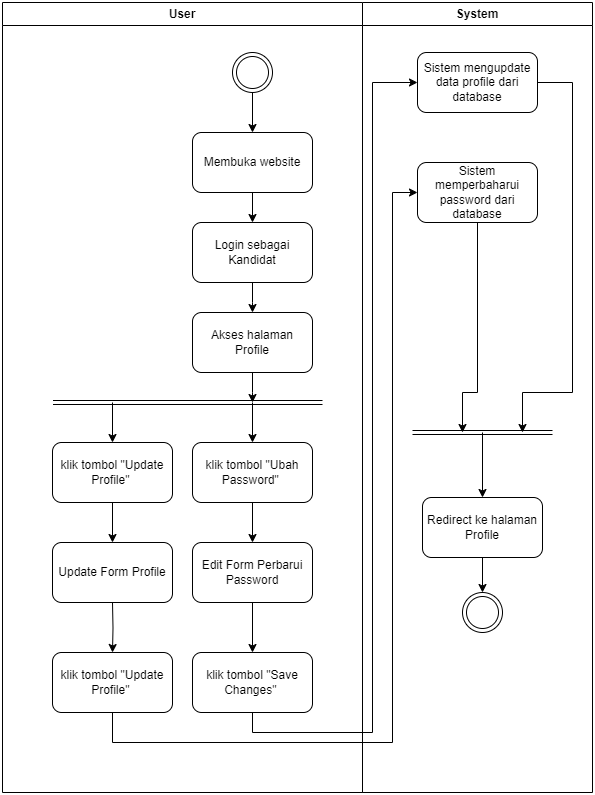 User
System
Membuka website
Login sebagai
Kandidat
Akses halaman
Profile
klik tombol "Update
Profile"
klik tombol "Ubah
Password"
Update Form Profile
Edit Form Perbarui
Password
klik tombol "Update
Profile"
klik tombol "Save
Changes"
Sistem mengupdate
data profile dari
database
Sistem
memperbaharui
password dari
database
Redirect ke halaman
Profile